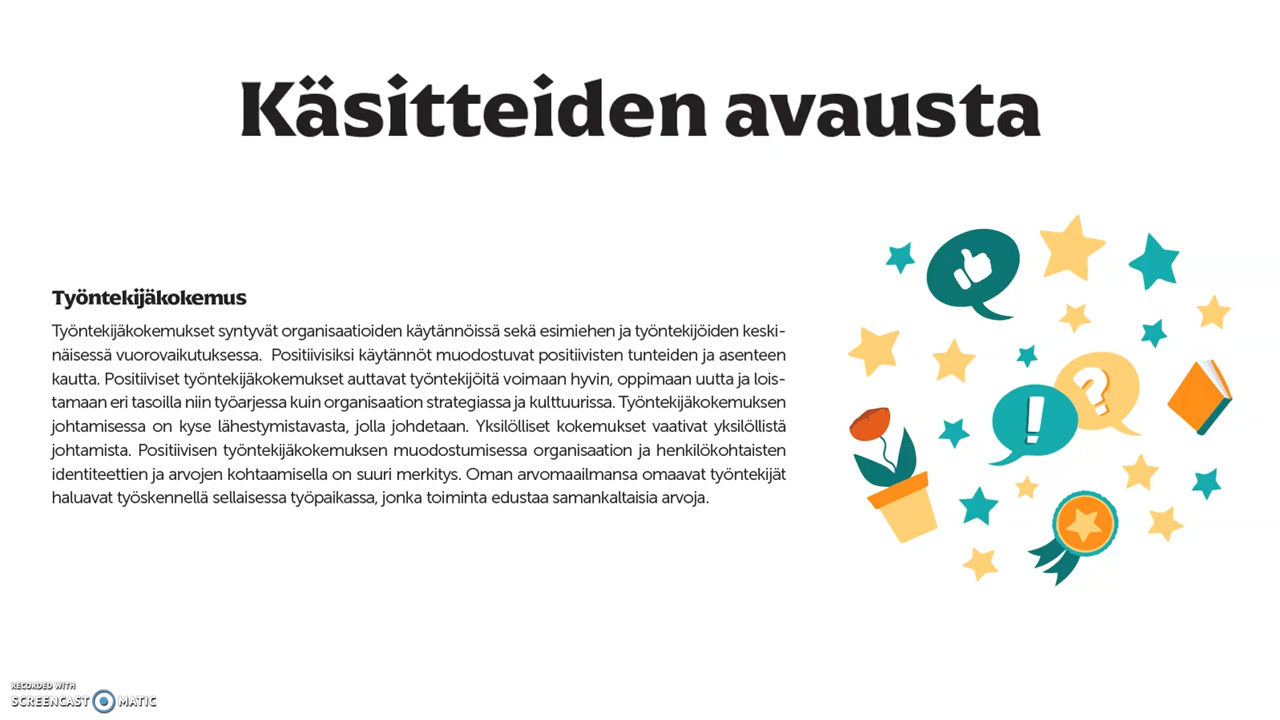 Käsitteiden avausta
Työntekijäkokemus
Työntekijäkokemukset syntyvät organisaatioiden käytännöissä sekä esimiehen ja työntekijöiden keski-
näisessä vuorovaikutuksessa. Positiivisiksi käytännöt muodostuvat positiivisten tunteiden ja asenteen
kautta. Positiiviset työntekijäkokemukset auttavat työntekijöitä voimaan hyvin, oppimaan uutta ja lois-
tamaan eri tasoilla niin työarjessa kuin organisaation strategiassa ja kulttuurissa. Työntekijäkokemuksen
johtamisessa on kyse lähestymistavasta, jolla johdetaan. Yksilölliset kokemukset vaativat yksilöllistä
johtamista. Positiivisen työntekijäkokemuksen muodostumisessa organisaation ja henkilökohtaisten
identiteettien ja arvojen kohtaamisella on suuri merkitys. Oman arvomaailmansa omaavat työntekijät
haluavat työskennellä sellaisessa työpaikassa, jonka toiminta edustaa samankaltaisia arvoja.
!
?
RECORDED WITH
SCREENCAST MATIC